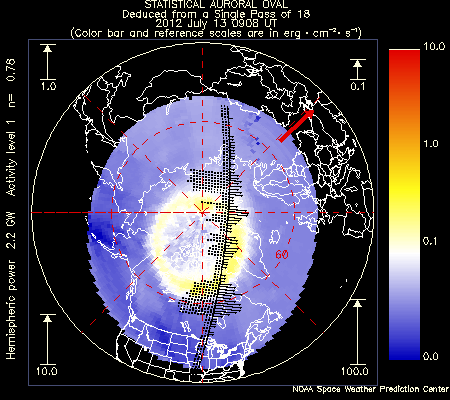 STATISTICAL AURORAL OVAL
Deduced from a Single Pass of 18
2012 July 13 0908 UT
(Color bar and reference scales are in erg · cm⁻² · s⁻¹)
Hemispheric power 2.2 GW Activity level 1 n= 0.78
1.0
0.1
10.0
100.0
60
10.0
1.0
0.1
0.0
NOAA Space Weather Prediction Center